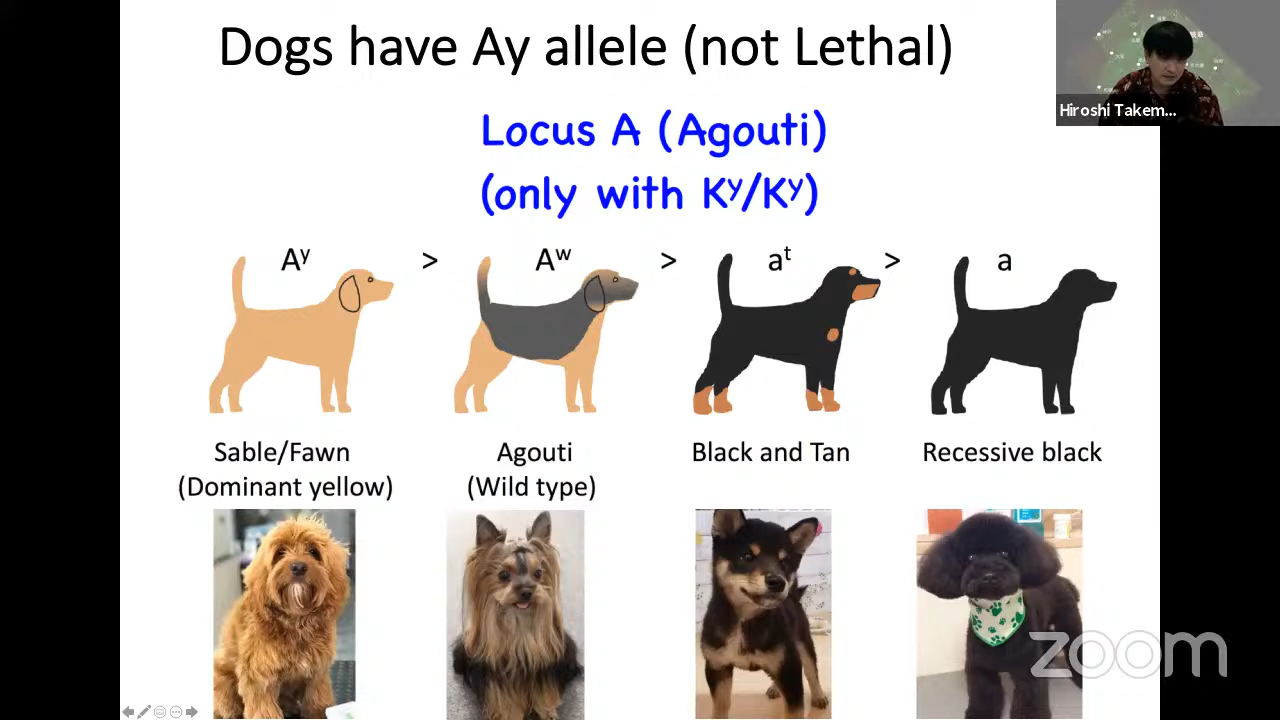 Dogs have Ay allele (not Lethal)
Hiroshi Takem...
Locus A (Agouti)
(only with Kʸ/Kʸ)
Aʸ > Aʷ > aᵗ > a
Sable/Fawn
(Dominant yellow)
Agouti
(Wild type)
Black and Tan
Recessive black
zoom